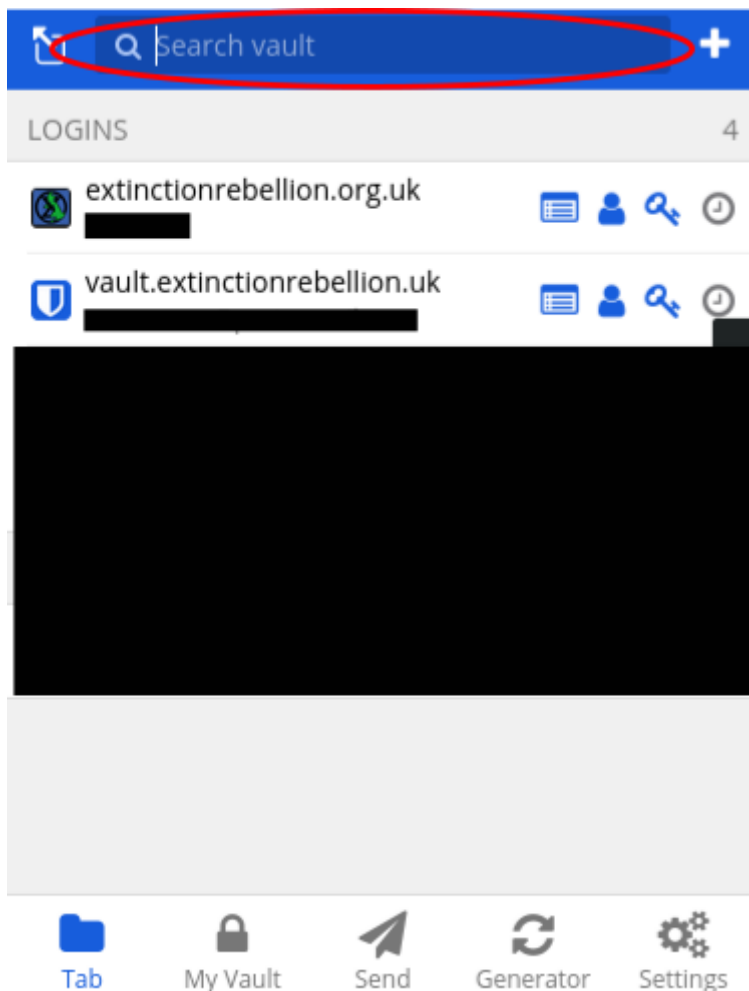 Search vault
LOGINS 4
extinctionrebellion.org.uk
vault.extinctionrebellion.uk
Tab My Vault Send Generator Settings